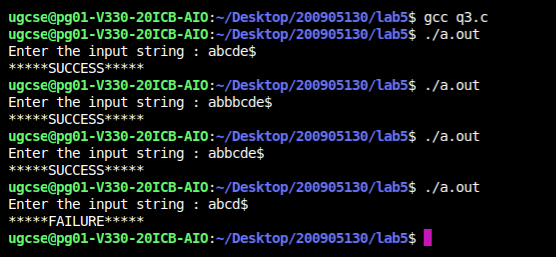 ugcse@pg01-V330-20ICB-AIO:~/Desktop/200905130/lab5$ gcc q3.c
ugcse@pg01-V330-20ICB-AIO:~/Desktop/200905130/lab5$ ./a.out
Enter the input string : abcde$
*****SUCCESS*****
ugcse@pg01-V330-20ICB-AIO:~/Desktop/200905130/lab5$ ./a.out
Enter the input string : abbbcde$
*****SUCCESS*****
ugcse@pg01-V330-20ICB-AIO:~/Desktop/200905130/lab5$ ./a.out
Enter the input string : abbcde$
*****SUCCESS*****
ugcse@pg01-V330-20ICB-AIO:~/Desktop/200905130/lab5$ ./a.out
Enter the input string : abcd$
*****FAILURE*****
ugcse@pg01-V330-20ICB-AIO:~/Desktop/200905130/lab5$